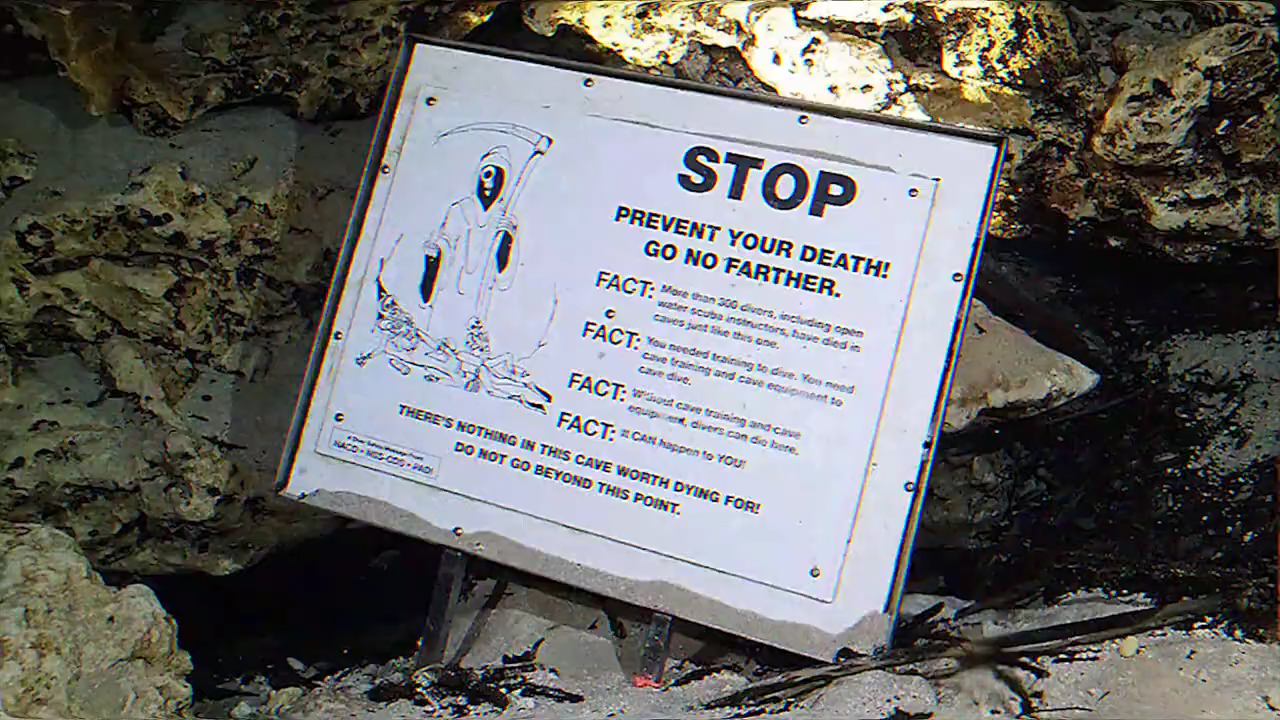 STOP
PREVENT YOUR DEATH!
GO NO FARTHER.
FACT: More than 300 divers, including open
water scuba instructors, have died in
caves just like this one.
FACT: You needed training to dive. You need
cave training and cave equipment to
cave dive.
FACT: Without cave training and cave
equipment, divers can die here.
FACT: It CAN happen to YOU!
THERE'S NOTHING IN THIS CAVE WORTH DYING FOR!
DO NOT GO BEYOND THIS POINT.